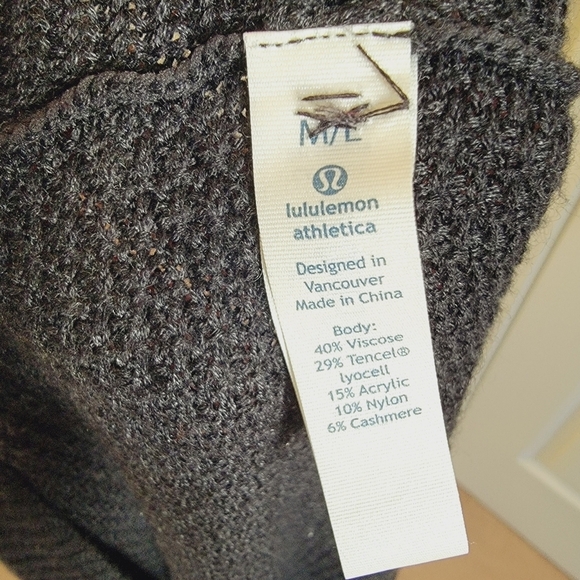 M/L
lululemon
athletica
Designed in
Vancouver
Made in China
Body:
40% Viscose
29% Tencel®
lyocell
15% Acrylic
10% Nylon
6% Cashmere